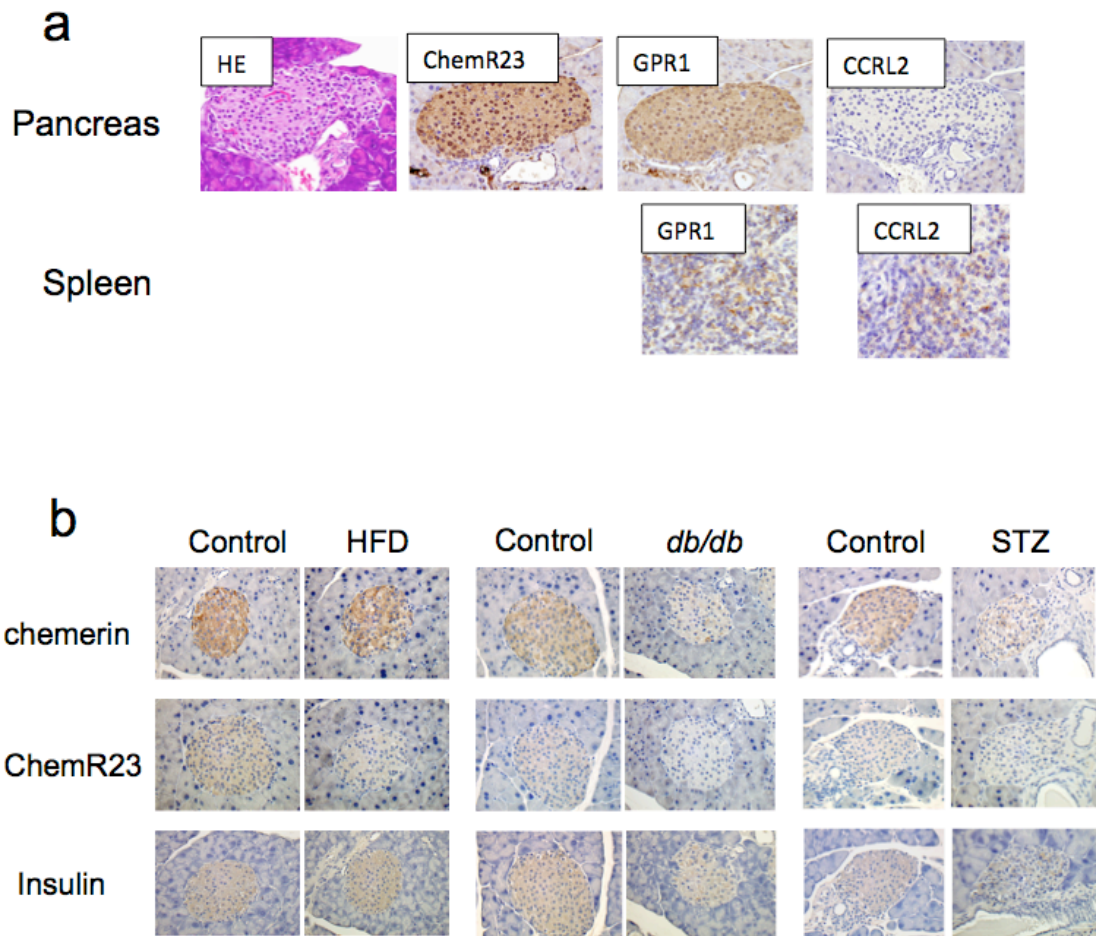 a
HE ChemR23 GPR1 CCRL2
Pancreas
GPR1 CCRL2
Spleen
b
Control HFD Control db/db Control STZ
chemerin
ChemR23
Insulin